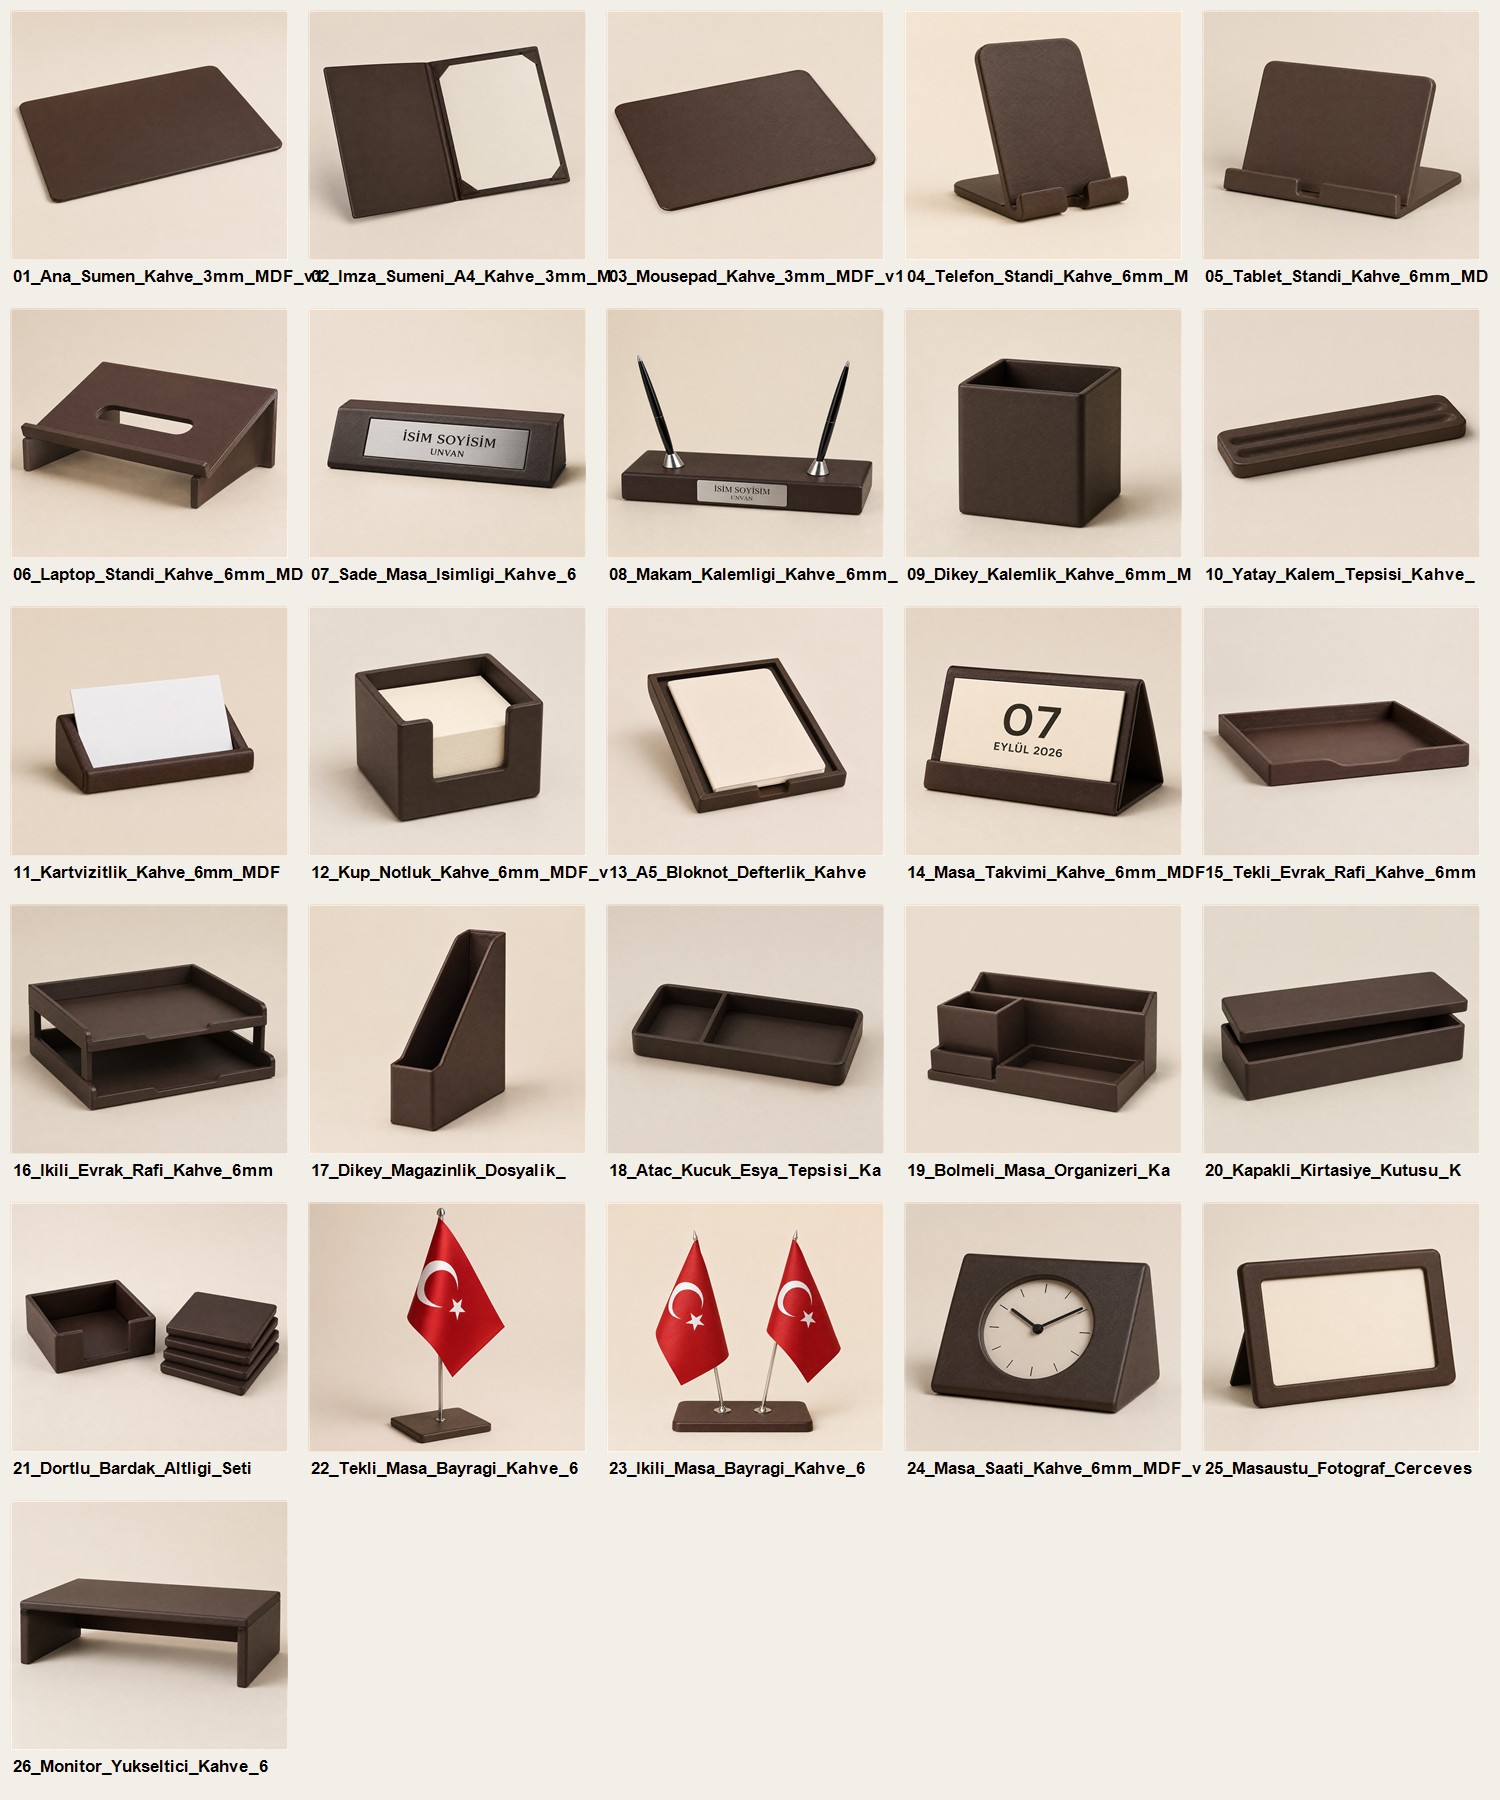 01_Ana_Sumen_Kahve_3mm_MDF_v1
02_Imza_Sumeni_A4_Kahve_3mm_M
03_Mousepad_Kahve_3mm_MDF_v1
04_Telefon_Standi_Kahve_6mm_M
05_Tablet_Standi_Kahve_6mm_MD
İSİM SOYİSİM
UNVAN
İSİM SOYİSİM
UNVAN
06_Laptop_Standi_Kahve_6mm_MD
07_Sade_Masa_Isimligi_Kahve_6
08_Makam_Kalemligi_Kahve_6mm_
09_Dikey_Kalemlik_Kahve_6mm_M
10_Yatay_Kalem_Tepsisi_Kahve_
07
EYLÜL 2026
11_Kartvizitlik_Kahve_6mm_MDF
12_Kup_Notluk_Kahve_6mm_MDF_v
13_A5_Bloknot_Defterlik_Kahve
14_Masa_Takvimi_Kahve_6mm_MDF
15_Tekli_Evrak_Rafi_Kahve_6mm
16_Ikili_Evrak_Rafi_Kahve_6mm
17_Dikey_Magazinlik_Dosyalik_
18_Atac_Kucuk_Esya_Tepsisi_Ka
19_Bolmeli_Masa_Organizeri_Ka
20_Kapakli_Kirtasiye_Kutusu_K
21_Dortlu_Bardak_Altligi_Seti
22_Tekli_Masa_Bayragi_Kahve_6
23_Ikili_Masa_Bayragi_Kahve_6
24_Masa_Saati_Kahve_6mm_MDF_v
25_Masaustu_Fotograf_Cerceves
26_Monitor_Yukseltici_Kahve_6